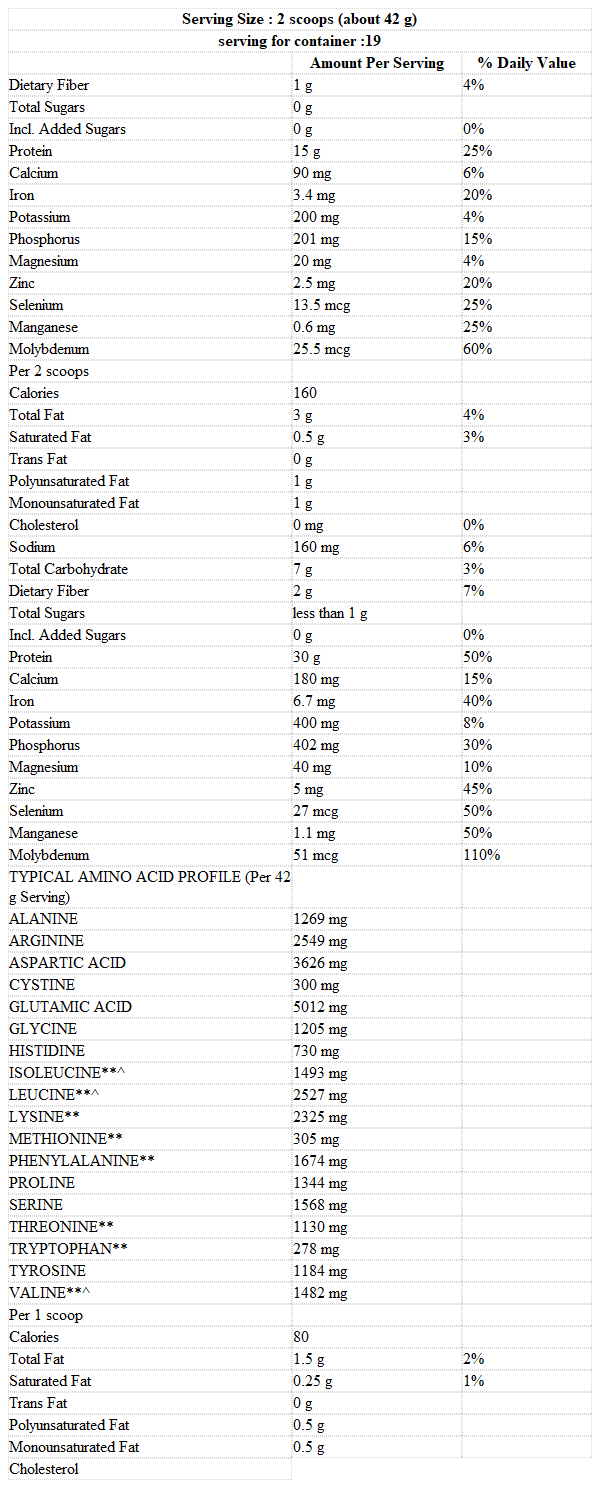 Serving Size : 2 scoops (about 42 g)
serving for container :19
Amount Per Serving % Daily Value
Dietary Fiber 1 g 4%
Total Sugars 0 g
Incl. Added Sugars 0 g 0%
Protein 15 g 25%
Calcium 90 mg 6%
Iron 3.4 mg 20%
Potassium 200 mg 4%
Phosphorus 201 mg 15%
Magnesium 20 mg 4%
Zinc 2.5 mg 20%
Selenium 13.5 mcg 25%
Manganese 0.6 mg 25%
Molybdenum 25.5 mcg 60%
Per 2 scoops
Calories 160
Total Fat 3 g 4%
Saturated Fat 0.5 g 3%
Trans Fat 0 g
Polyunsaturated Fat 1 g
Monounsaturated Fat 1 g
Cholesterol 0 mg 0%
Sodium 160 mg 6%
Total Carbohydrate 7 g 3%
Dietary Fiber 2 g 7%
Total Sugars less than 1 g
Incl. Added Sugars 0 g 0%
Protein 30 g 50%
Calcium 180 mg 15%
Iron 6.7 mg 40%
Potassium 400 mg 8%
Phosphorus 402 mg 30%
Magnesium 40 mg 10%
Zinc 5 mg 45%
Selenium 27 mcg 50%
Manganese 1.1 mg 50%
Molybdenum 51 mcg 110%
TYPICAL AMINO ACID PROFILE (Per 42
g Serving)
ALANINE 1269 mg
ARGININE 2549 mg
ASPARTIC ACID 3626 mg
CYSTINE 300 mg
GLUTAMIC ACID 5012 mg
GLYCINE 1205 mg
HISTIDINE 730 mg
ISOLEUCINE**^ 1493 mg
LEUCINE**^ 2527 mg
LYSINE** 2325 mg
METHIONINE** 305 mg
PHENYLALANINE** 1674 mg
PROLINE 1344 mg
SERINE 1568 mg
THREONINE** 1130 mg
TRYPTOPHAN** 278 mg
TYROSINE 1184 mg
VALINE**^ 1482 mg
Per 1 scoop
Calories 80
Total Fat 1.5 g 2%
Saturated Fat 0.25 g 1%
Trans Fat 0 g
Polyunsaturated Fat 0.5 g
Monounsaturated Fat 0.5 g
Cholesterol